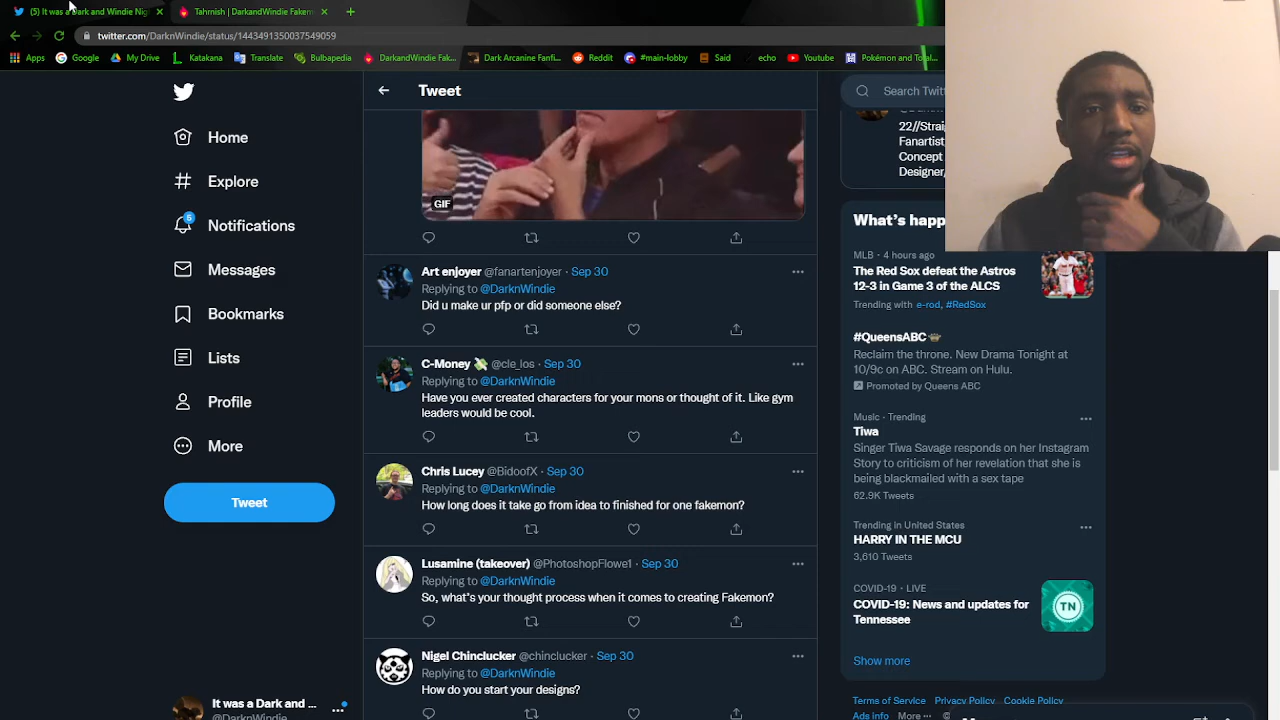 (5) It was a Dark and Windie Nig
Tahrnish | DarkandWindie Fakem
twitter.com/DarknWindie/status/1443491350037549059
Apps
Google
My Drive
Katakana
Translate
Bulbapedia
DarkandWindie Fak...
Dark Arcanine Fanfi...
Reddit
#main-lobby
Said
echo
Youtube
Pokémon and Total...
Home
Explore
6
Notifications
Messages
Bookmarks
Lists
Profile
More
Tweet
It was a Dark and ...
@DarknWindie
Tweet
GIF
Art enjoyer @fanartenjoyer · Sep 30
Replying to @DarknWindie
Did u make ur pfp or did someone else?
C-Money 💸 @cle_los · Sep 30
Replying to @DarknWindie
Have you ever created characters for your mons or thought of it. Like gym
leaders would be cool.
Chris Lucey @BidoofX · Sep 30
Replying to @DarknWindie
How long does it take go from idea to finished for one fakemon?
Lusamine (takeover) @PhotoshopFlowe1 · Sep 30
Replying to @DarknWindie
So, what's your thought process when it comes to creating Fakemon?
Nigel Chinclucker @chinclucker · Sep 30
Replying to @DarknWindie
How do you start your designs?
Search Twitt
22//Straig
Fanartist,
Concept
Designer/
What's happ
MLB · 4 hours ago
The Red Sox defeat the Astros
12-3 in Game 3 of the ALCS
Trending with e-rod, #RedSox
#QueensABC
Reclaim the throne. New Drama Tonight at
10/9c on ABC. Stream on Hulu.
Promoted by Queens ABC
Music · Trending
Tiwa
Singer Tiwa Savage responds on her Instagram
Story to criticism of her revelation that she is
being blackmailed with a sex tape
62.9K Tweets
Trending in United States
HARRY IN THE MCU
3,610 Tweets
COVID-19 · LIVE
COVID-19: News and updates for
Tennessee
TN
Show more
Terms of Service Privacy Policy Cookie Policy
Ads info More ···